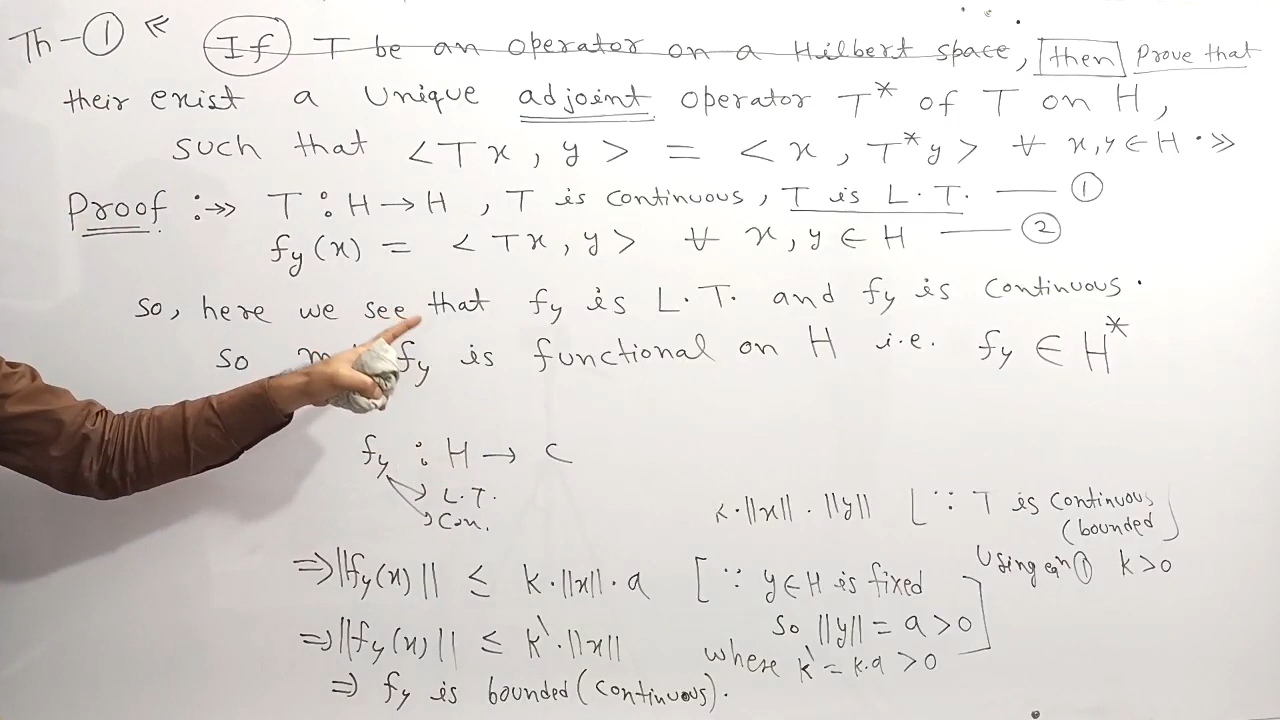 Th-① ≪ If T be an operator on a Hilbert space, then prove that
their exist a unique adjoint operator T* of T on H,
such that <Tx, y> = <x, T*y> ∀ x,y ∈ H. ≫
Proof :→» T : H → H, T is continuous, T is L.T. —— ①
fy(x) = <Tx, y> ∀ x, y ∈ H —— ②
So, here we see that fy is L.T. and fy is continuous.
So fy is functional on H i.e. fy ∈ H*
fy : H → C
→ L.T.
→ Con.
K.||x||.||y|| [∵ T is continuous
(bounded]
using eqn ① k>0
⇒ ||fy(x)|| ≤ k.||x||.a [∵ y∈H is fixed
So ||y|| = a > 0]
⇒ ||fy(x)|| ≤ k'.||x|| where k' = k.a > 0
⇒ fy is bounded (continuous).